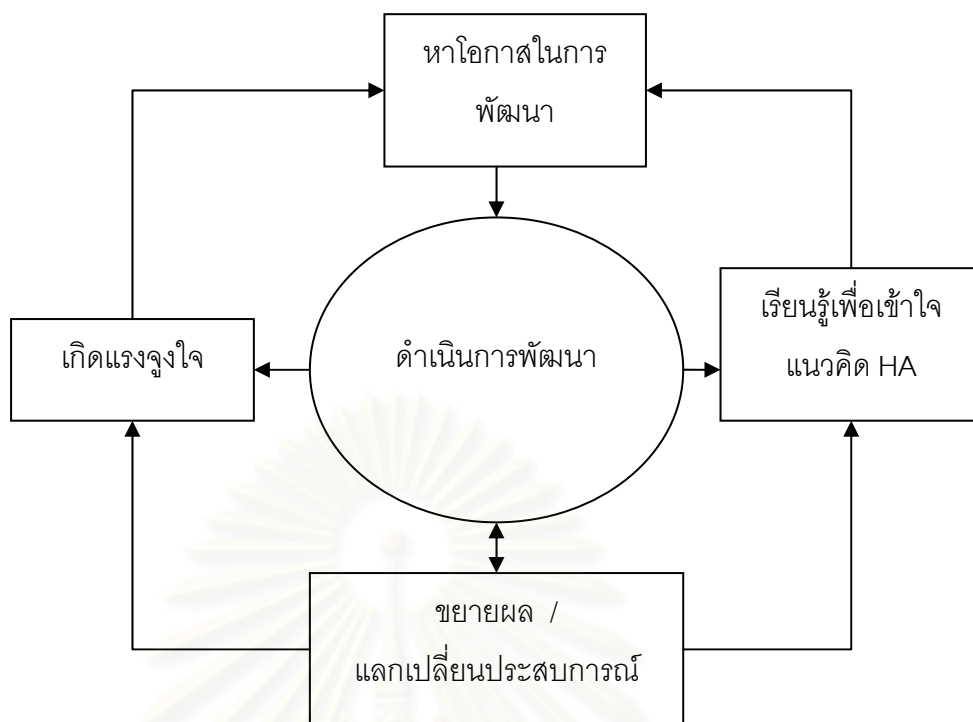 หาโอกาสในการ
พัฒนา
เกิดแรงจูงใจ
ดำเนินการพัฒนา
เรียนรู้เพื่อเข้าใจ
แนวคิด HA
ขยายผล /
แลกเปลี่ยนประสบการณ์